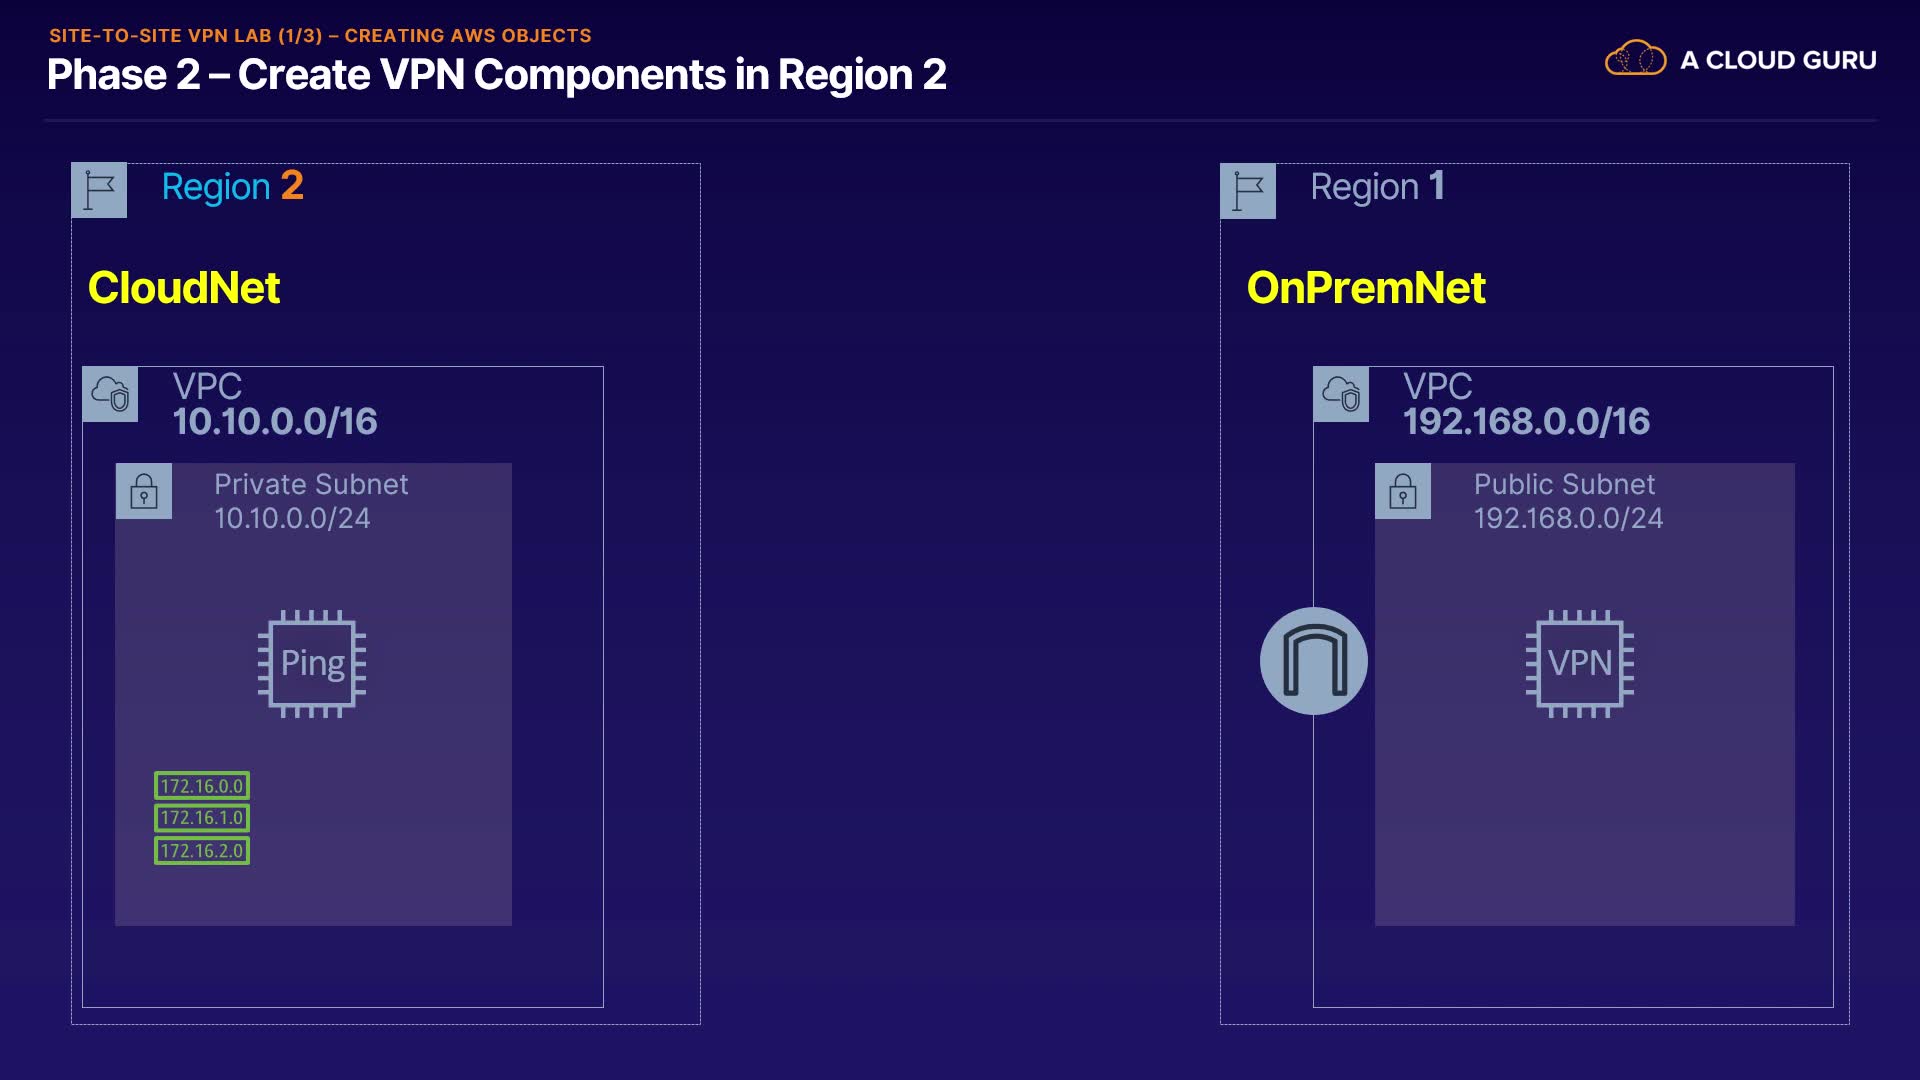 SITE-TO-SITE VPN LAB (1/3) – CREATING AWS OBJECTS
Phase 2 – Create VPN Components in Region 2
A CLOUD GURU
Region 2
CloudNet
VPC
10.10.0.0/16
Private Subnet
10.10.0.0/24
Ping
172.16.0.0
172.16.1.0
172.16.2.0
Region 1
OnPremNet
VPC
192.168.0.0/16
Public Subnet
192.168.0.0/24
VPN